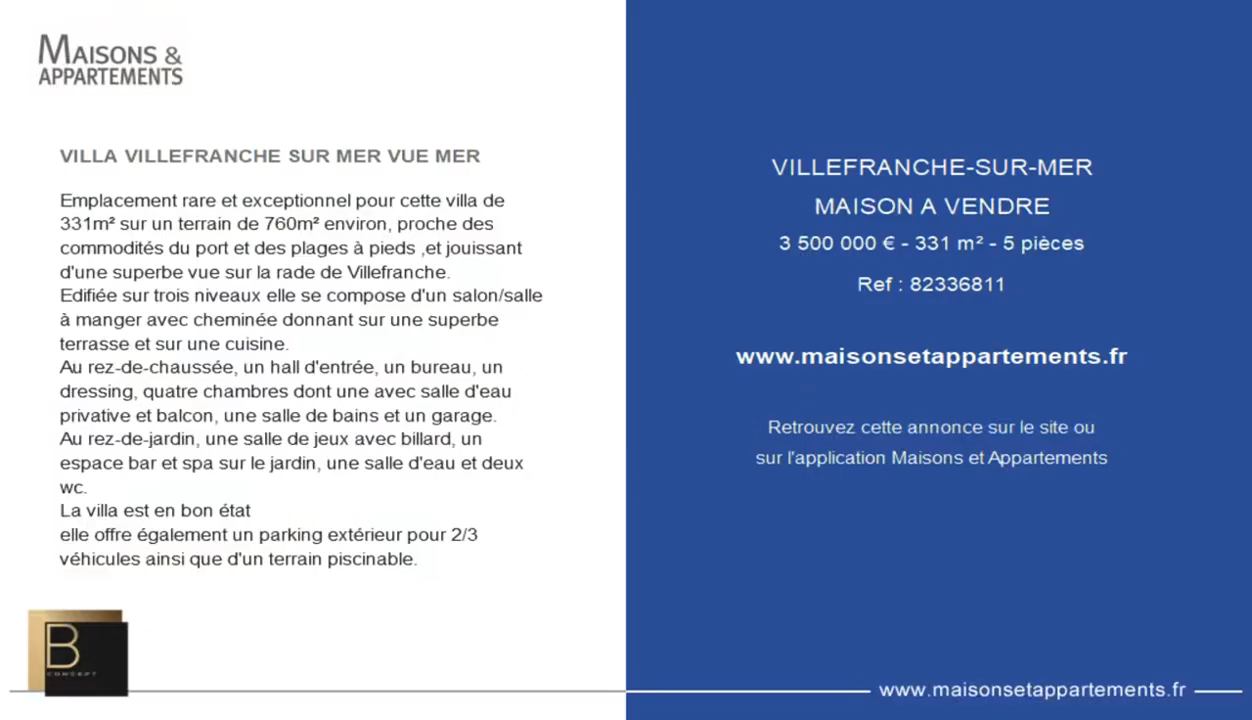 MAISONS &
APPARTEMENTS
VILLA VILLEFRANCHE SUR MER VUE MER
Emplacement rare et exceptionnel pour cette villa de
331m² sur un terrain de 760m² environ, proche des
commodités du port et des plages à pieds ,et jouissant
d'une superbe vue sur la rade de Villefranche.
Edifiée sur trois niveaux elle se compose d'un salon/salle
à manger avec cheminée donnant sur une superbe
terrasse et sur une cuisine.
Au rez-de-chaussée, un hall d'entrée, un bureau, un
dressing, quatre chambres dont une avec salle d'eau
privative et balcon, une salle de bains et un garage.
Au rez-de-jardin, une salle de jeux avec billard, un
espace bar et spa sur le jardin, une salle d'eau et deux
wc.
La villa est en bon état
elle offre également un parking extérieur pour 2/3
véhicules ainsi que d'un terrain piscinable.
B
CONCEPT
VILLEFRANCHE-SUR-MER
MAISON A VENDRE
3 500 000 € - 331 m² - 5 pièces
Ref : 82336811
www.maisonsetappartements.fr
Retrouvez cette annonce sur le site ou
sur l'application Maisons et Appartements
www.maisonsetappartements.fr